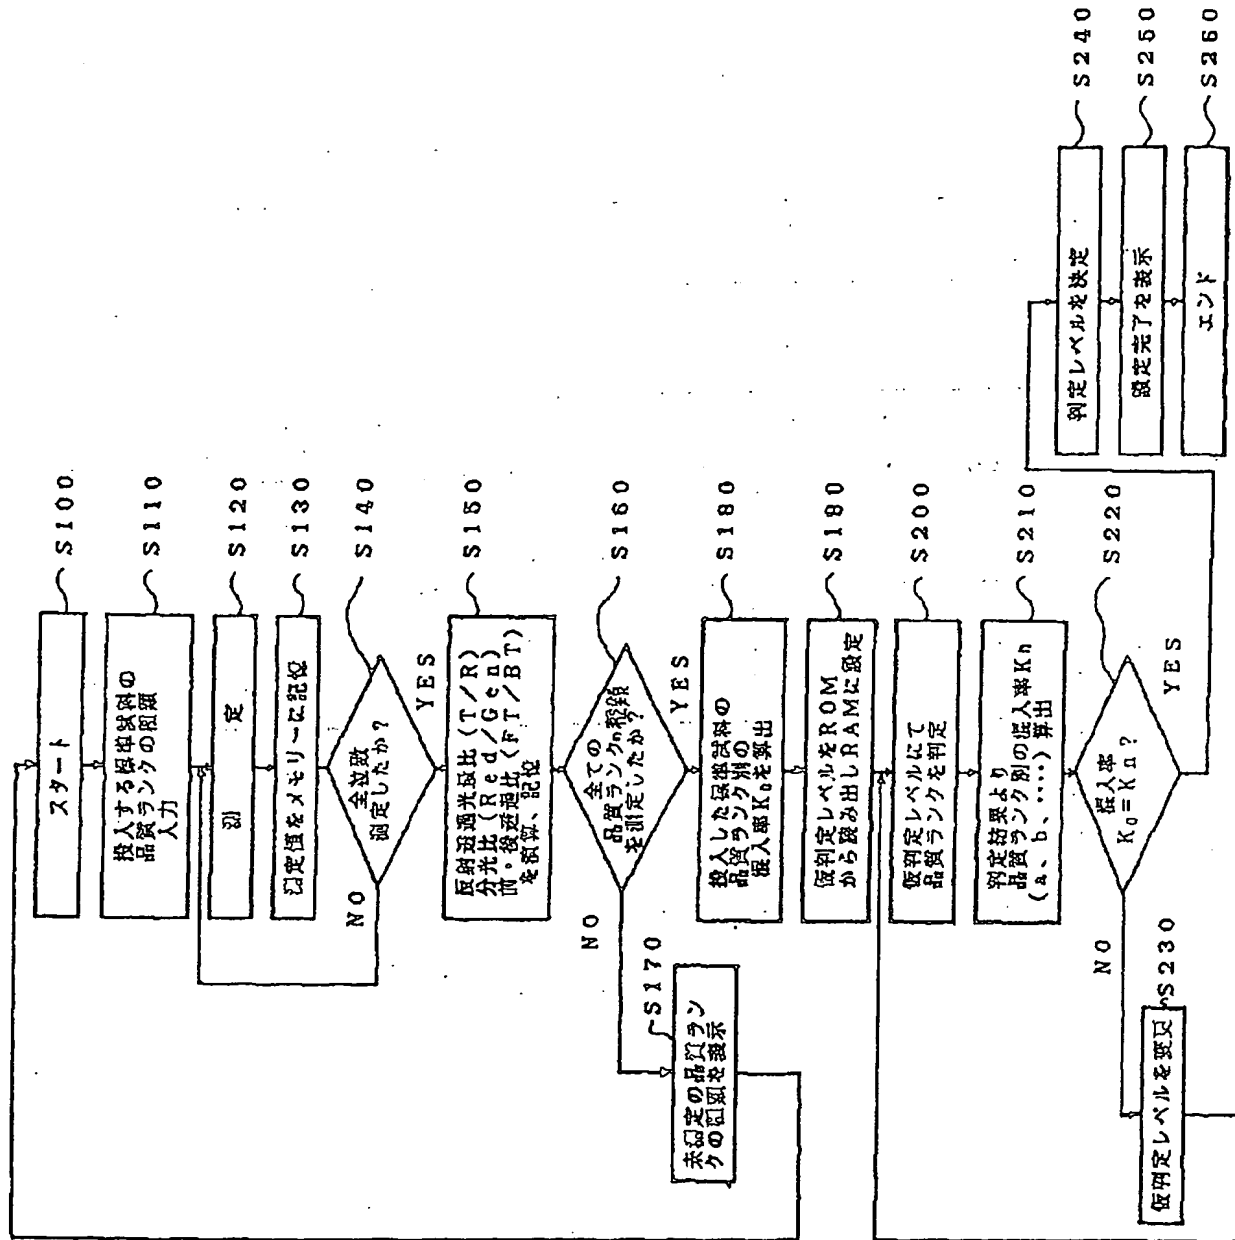 スタート
S100
投入する標準試料の
品質ランクの種類
入力
S110
測 定
S120
測定値をメモリーに記憶
S130
全粒数
測定したか?
S140
NO
YES
反射透過光量比(T/R)
分光比(Red/Gen)
前・後透過比(FT/BT)
を積算、記憶
S150
全ての
品質ランクn種類
を測定したか?
S160
NO
YES
未測定の品質ラン
クの種類を表示
S170
投入した標準試料の
品質ランク別の
混入率K₀を算出
S180
仮判定レベルをROM
から読み出しRAMに設定
S180
仮判定レベルにて
品質ランクを判定
S200
判定結果より
品質ランク別の混入率Kn
(a、b、……)算出
S210
混入率
K₀=Kn?
S220
NO
YES
仮判定レベルを変更
S230
判定レベルを決定
S240
設定完了を表示
S250
エンド
S260